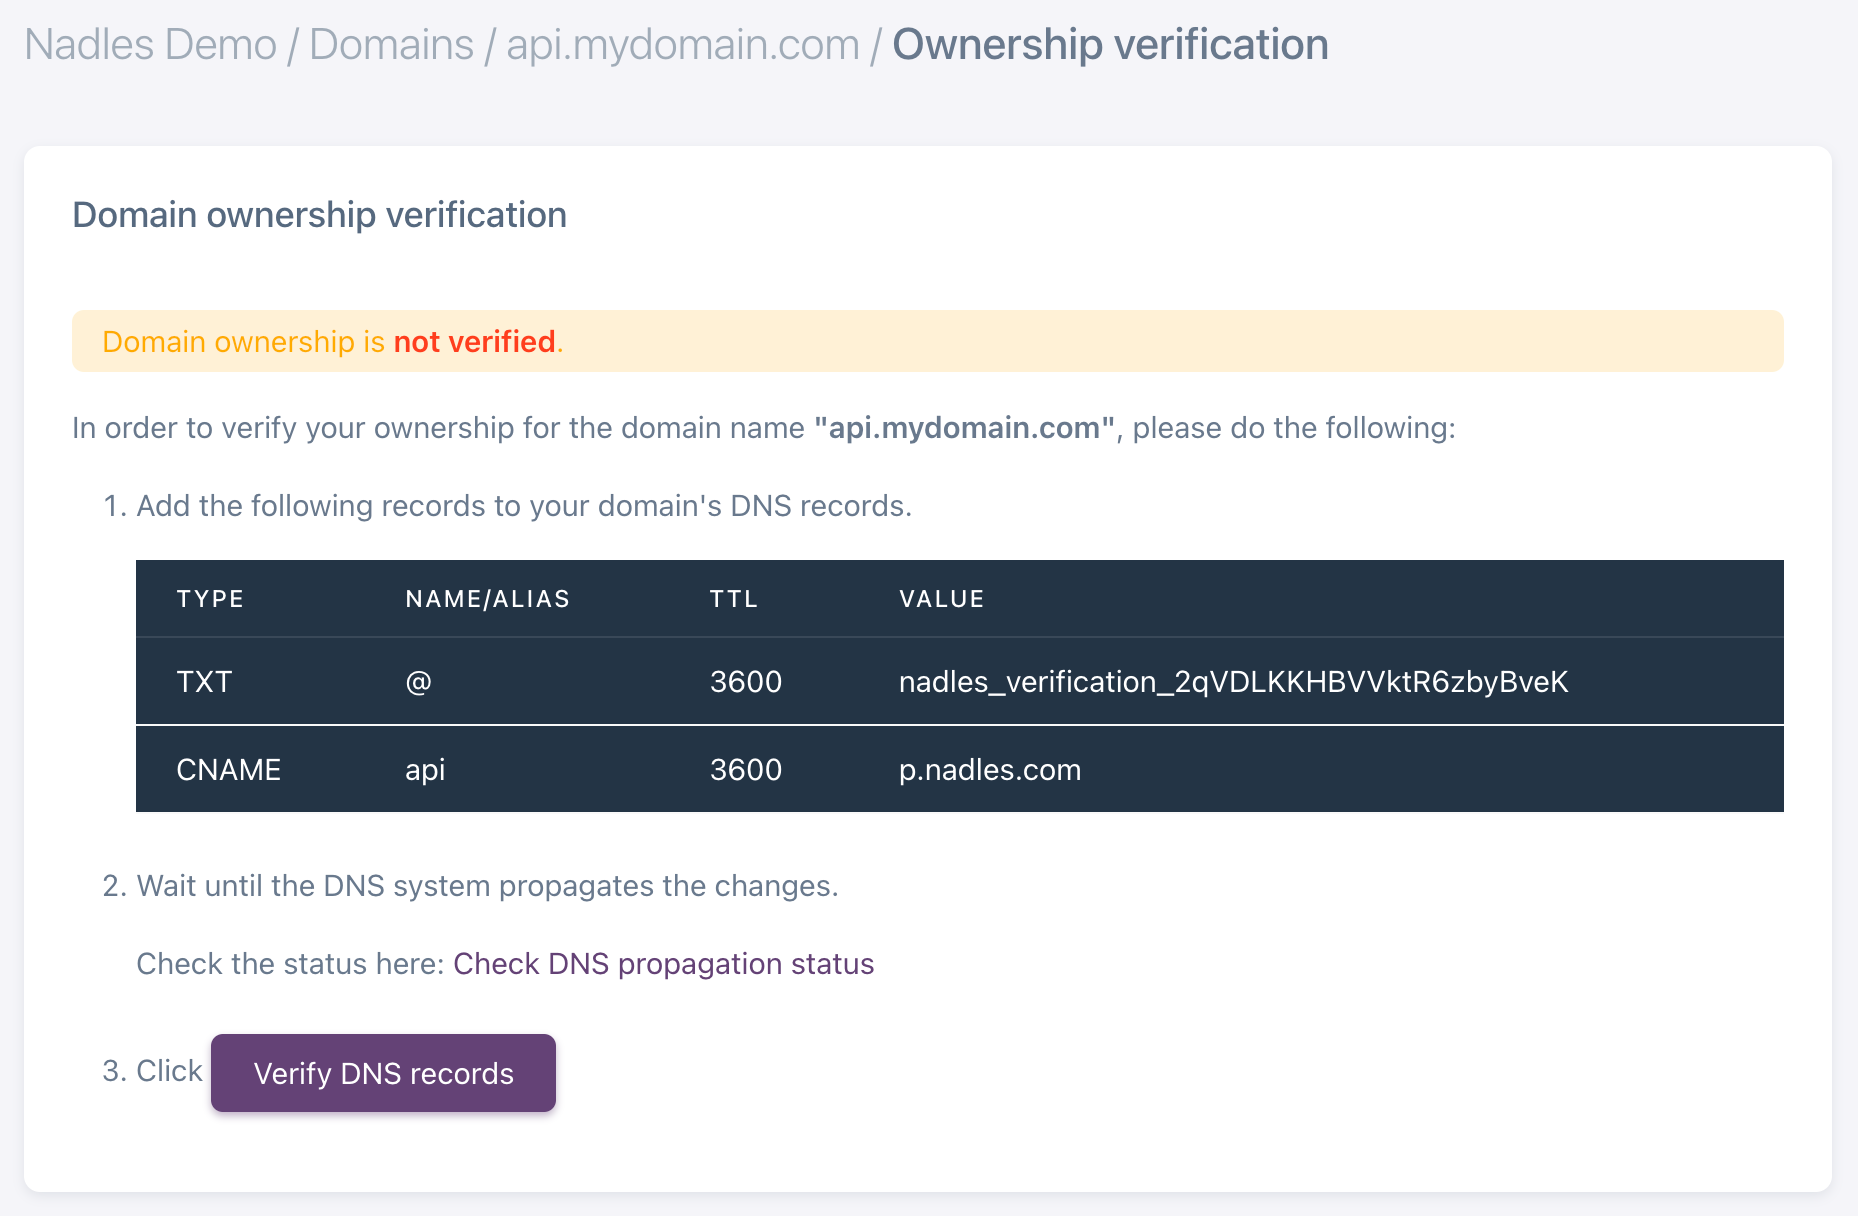 Nadles Demo / Domains / api.mydomain.com / Ownership verification
Domain ownership verification
Domain ownership is not verified.
In order to verify your ownership for the domain name "api.mydomain.com", please do the following:
1. Add the following records to your domain's DNS records.
TYPE NAME/ALIAS TTL VALUE
TXT @ 3600 nadles_verification_2qVDLKKHBVVktR6zbyBveK
CNAME api 3600 p.nadles.com
2. Wait until the DNS system propagates the changes.
Check the status here: Check DNS propagation status
3. Click Verify DNS records